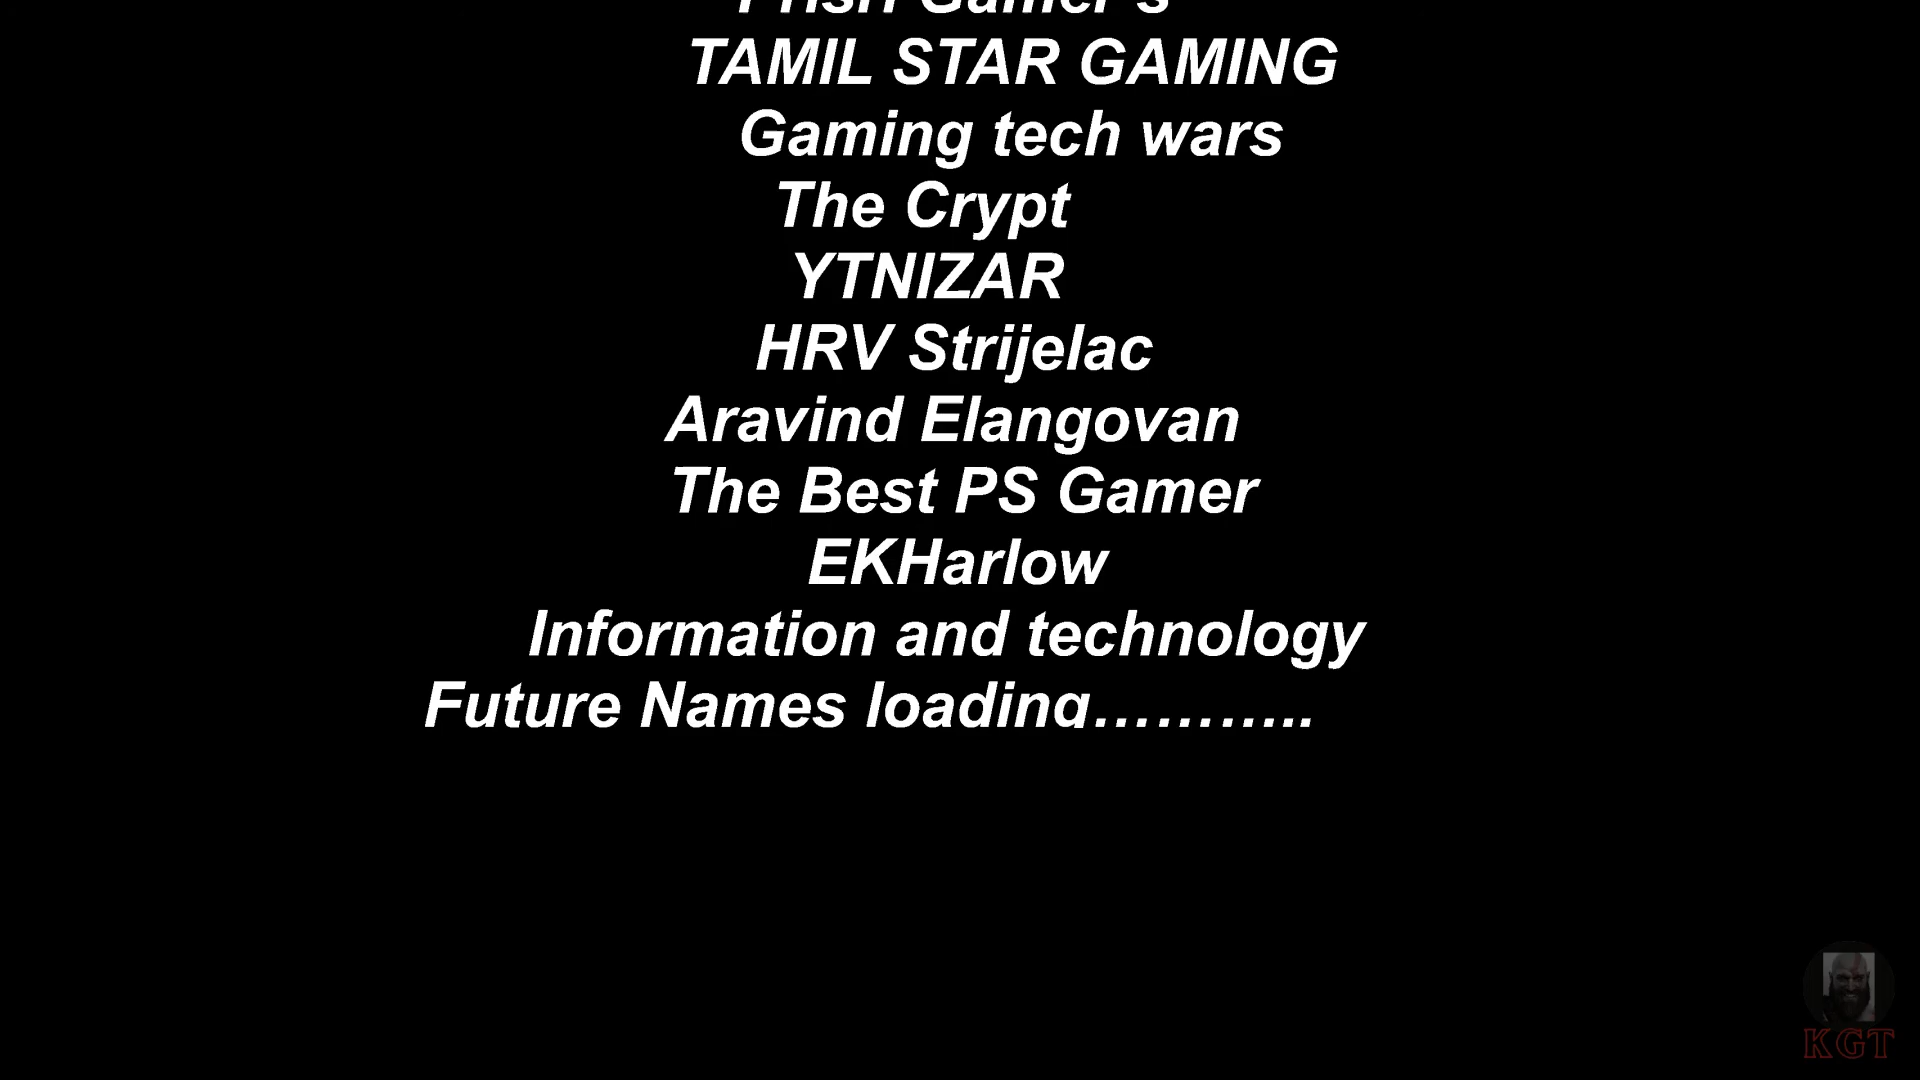 Gamer's
TAMIL STAR GAMING
Gaming tech wars
The Crypt
YTNIZAR
HRV Strijelac
Aravind Elangovan
The Best PS Gamer
EKHarlow
Information and technology
Future Names loading………..
KGT